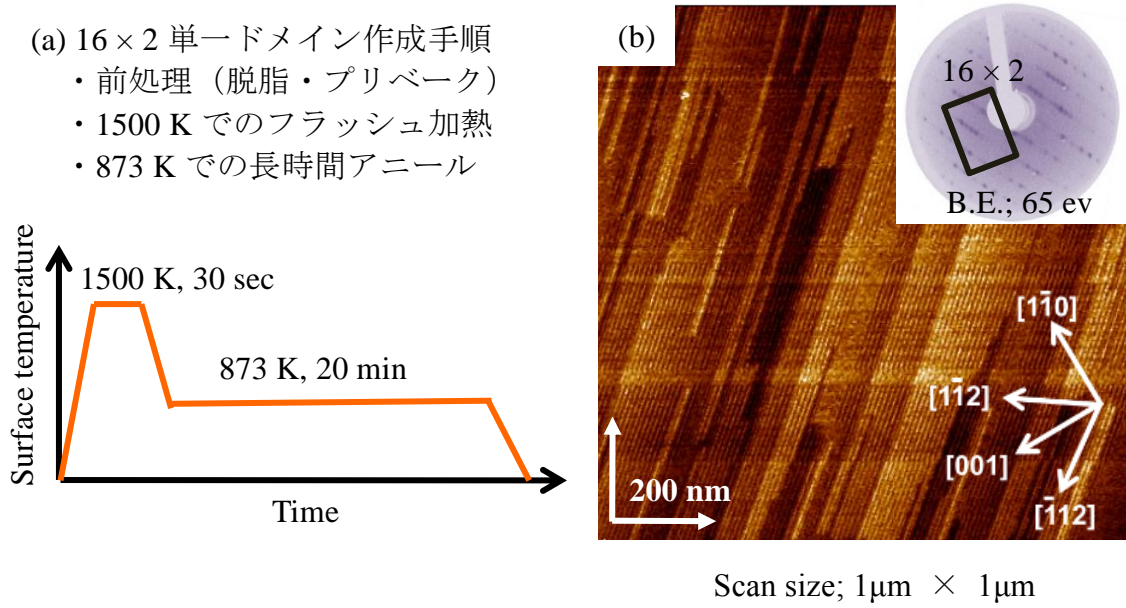 (a) 16 × 2 単一ドメイン作成手順
・前処理（脱脂・プリベーク）
・1500 K でのフラッシュ加熱
・873 K での長時間アニール
Surface temperature
1500 K, 30 sec
873 K, 20 min
Time
(b)
16 × 2
B.E.; 65 ev
[11̄0]
[11̄2]
[001]
[1̄12]
200 nm
Scan size; 1μm × 1μm